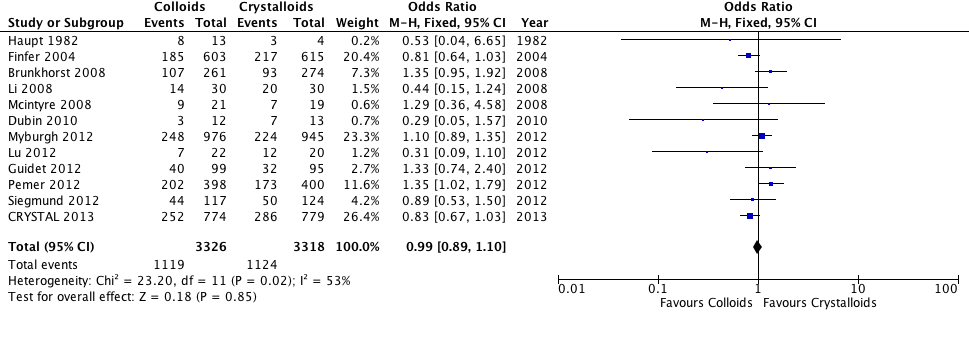 Colloids Crystalloids Odds Ratio Odds Ratio
Study or Subgroup Events Total Events Total Weight M-H, Fixed, 95% CI Year M-H, Fixed, 95% CI
Haupt 1982 8 13 3 4 0.2% 0.53 [0.04, 6.65] 1982
Finfer 2004 185 603 217 615 20.4% 0.81 [0.64, 1.03] 2004
Brunkhorst 2008 107 261 93 274 7.3% 1.35 [0.95, 1.92] 2008
Li 2008 14 30 20 30 1.5% 0.44 [0.15, 1.24] 2008
Mcintyre 2008 9 21 7 19 0.6% 1.29 [0.36, 4.58] 2008
Dubin 2010 3 12 7 13 0.7% 0.29 [0.05, 1.57] 2010
Myburgh 2012 248 976 224 945 23.3% 1.10 [0.89, 1.35] 2012
Lu 2012 7 22 12 20 1.2% 0.31 [0.09, 1.10] 2012
Guidet 2012 40 99 32 95 2.7% 1.33 [0.74, 2.40] 2012
Pemer 2012 202 398 173 400 11.6% 1.35 [1.02, 1.79] 2012
Siegmund 2012 44 117 50 124 4.2% 0.89 [0.53, 1.50] 2012
CRYSTAL 2013 252 774 286 779 26.4% 0.83 [0.67, 1.03] 2013
Total (95% CI) 3326 3318 100.0% 0.99 [0.89, 1.10]
Total events 1119 1124
Heterogeneity: Chi² = 23.20, df = 11 (P = 0.02); I² = 53%
Test for overall effect: Z = 0.18 (P = 0.85)
0.01 0.1 1 10 100
Favours Colloids Favours Crystalloids